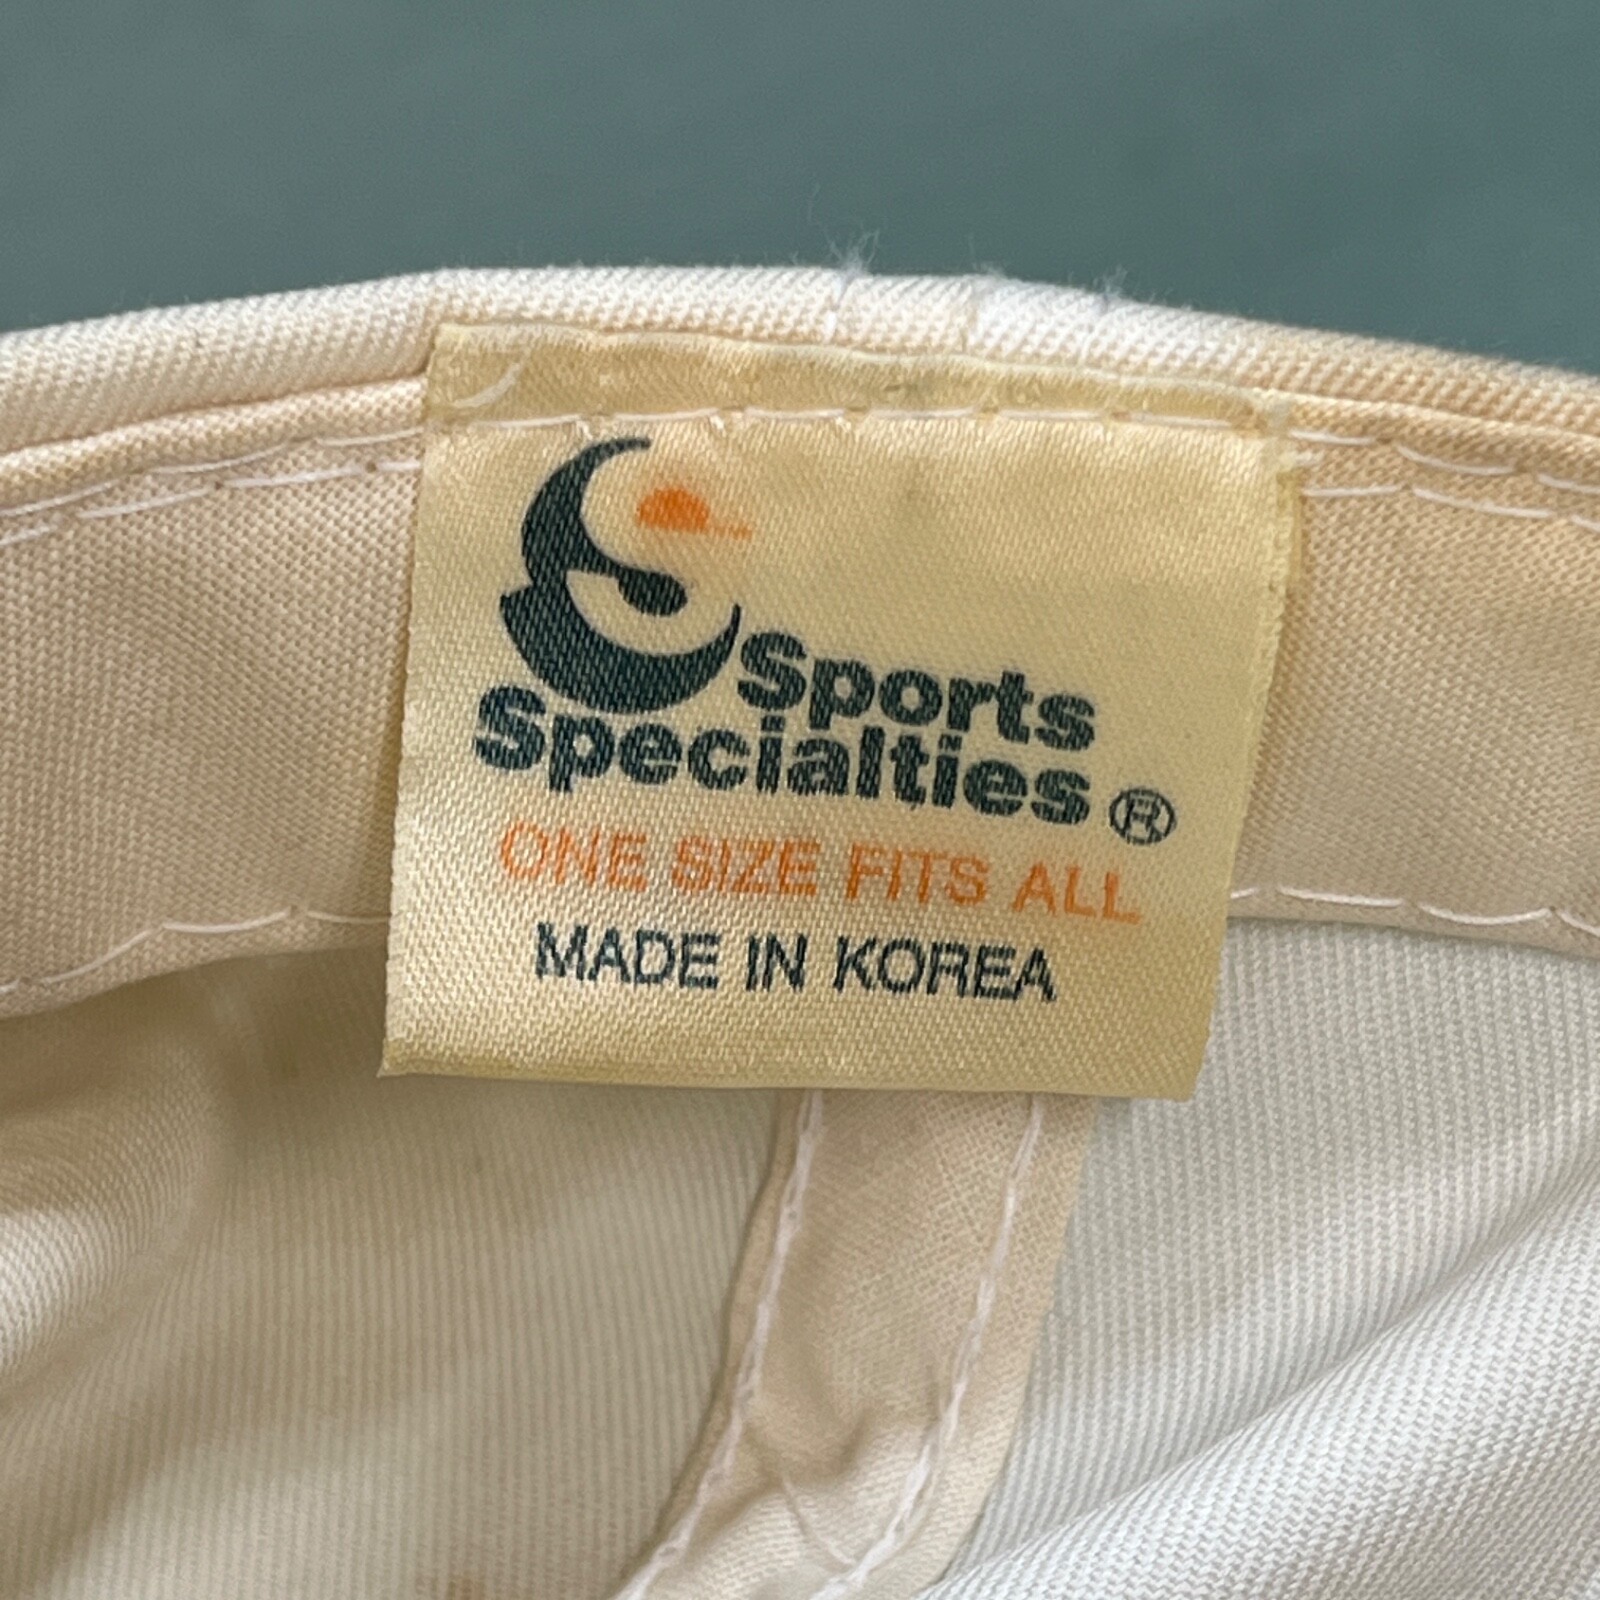 Sports
Specialties ®
ONE SIZE FITS ALL
MADE IN KOREA